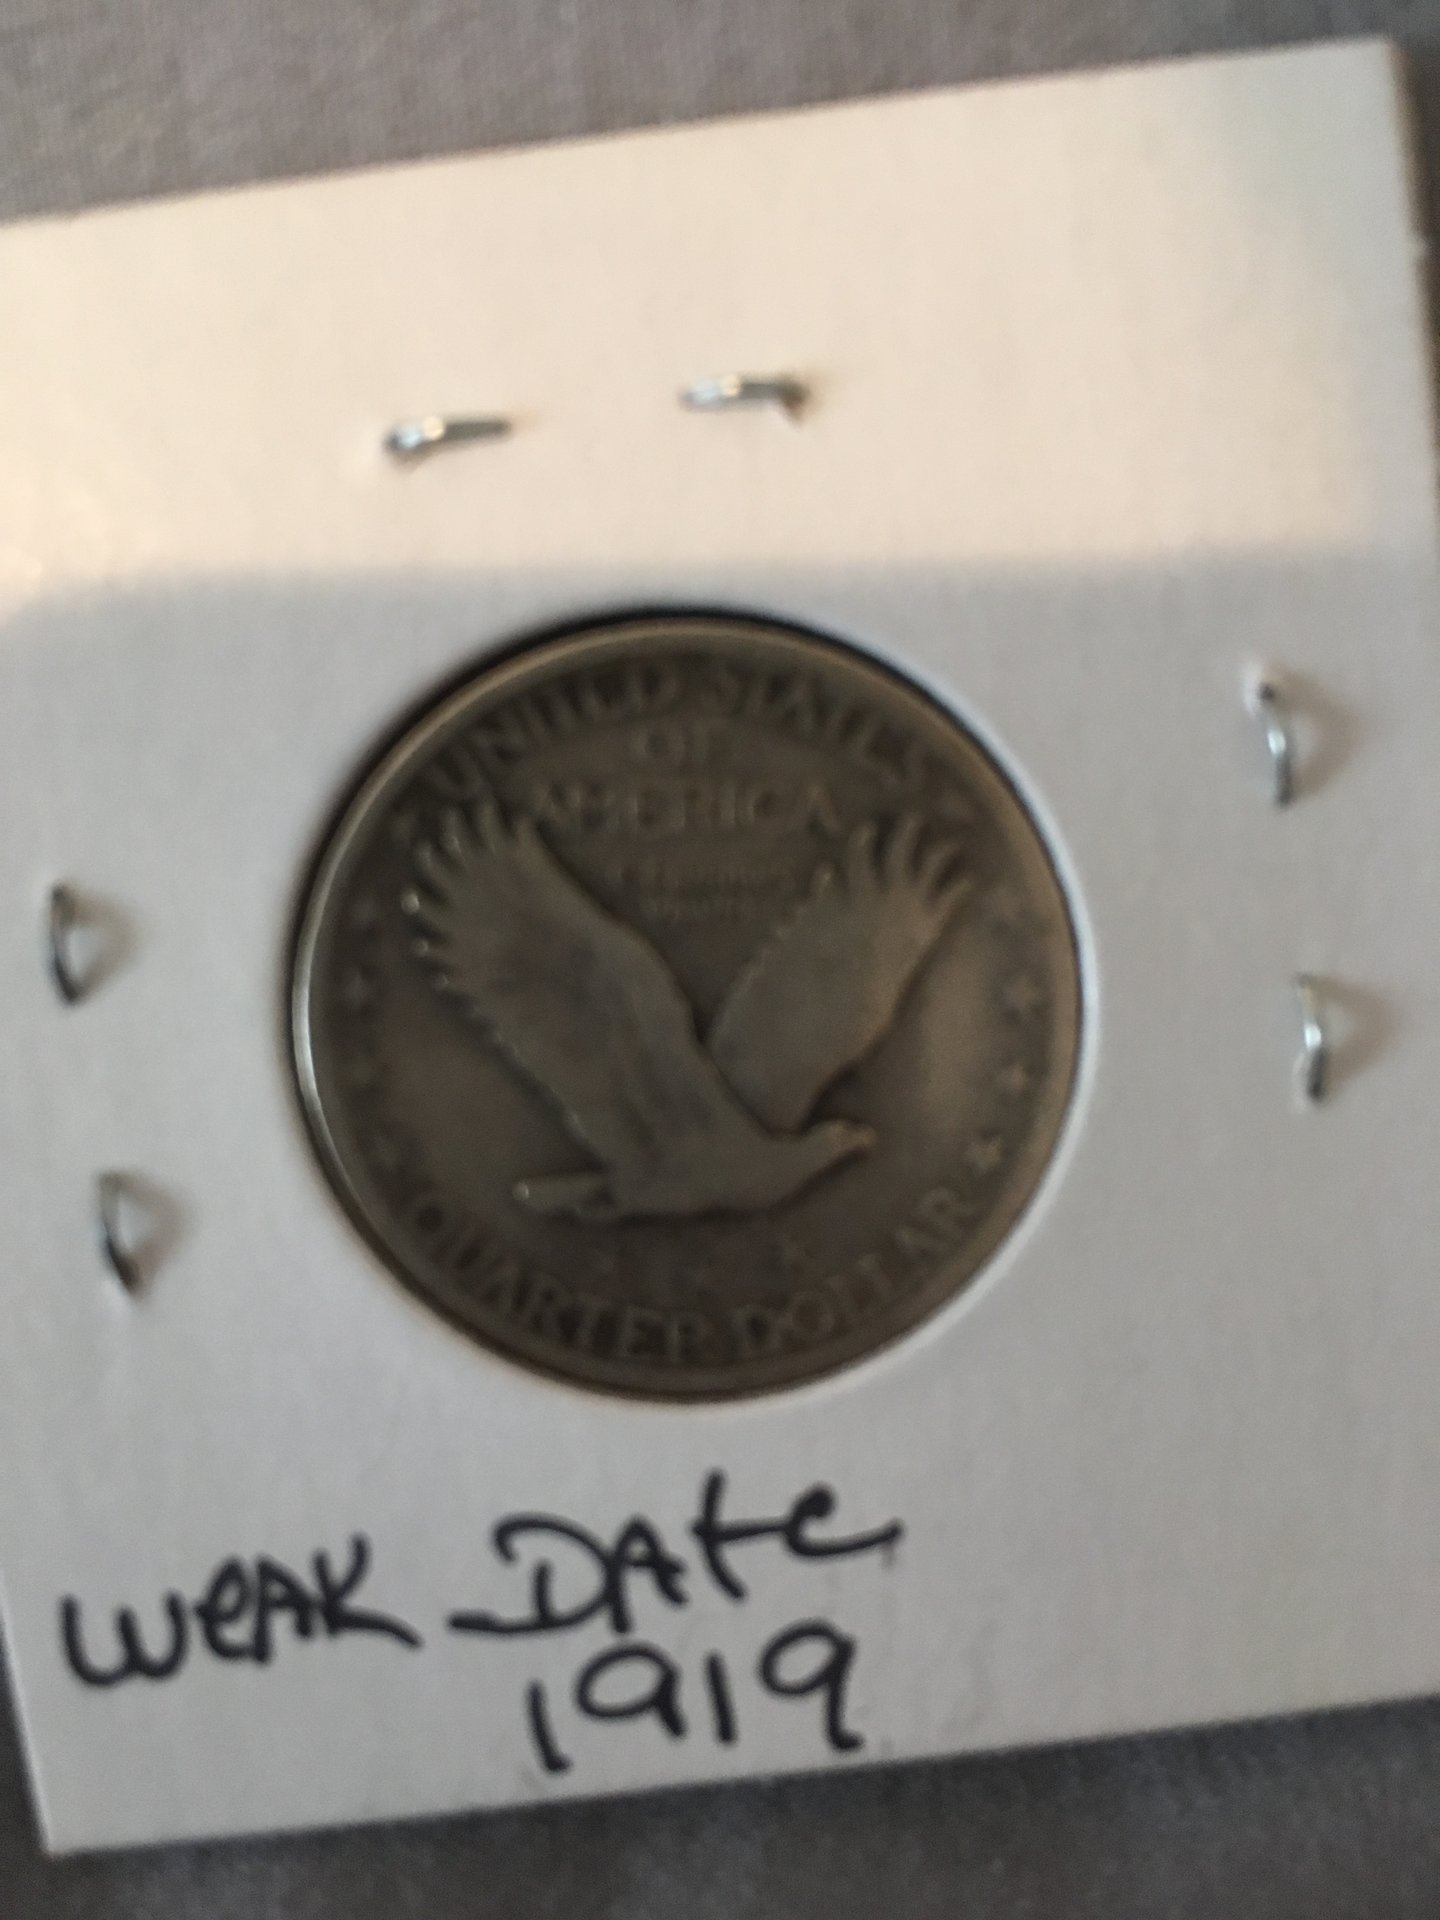 UNITED STATES
OF
AMERICA
QUARTER DOLLAR
WEAK DAtE
1919